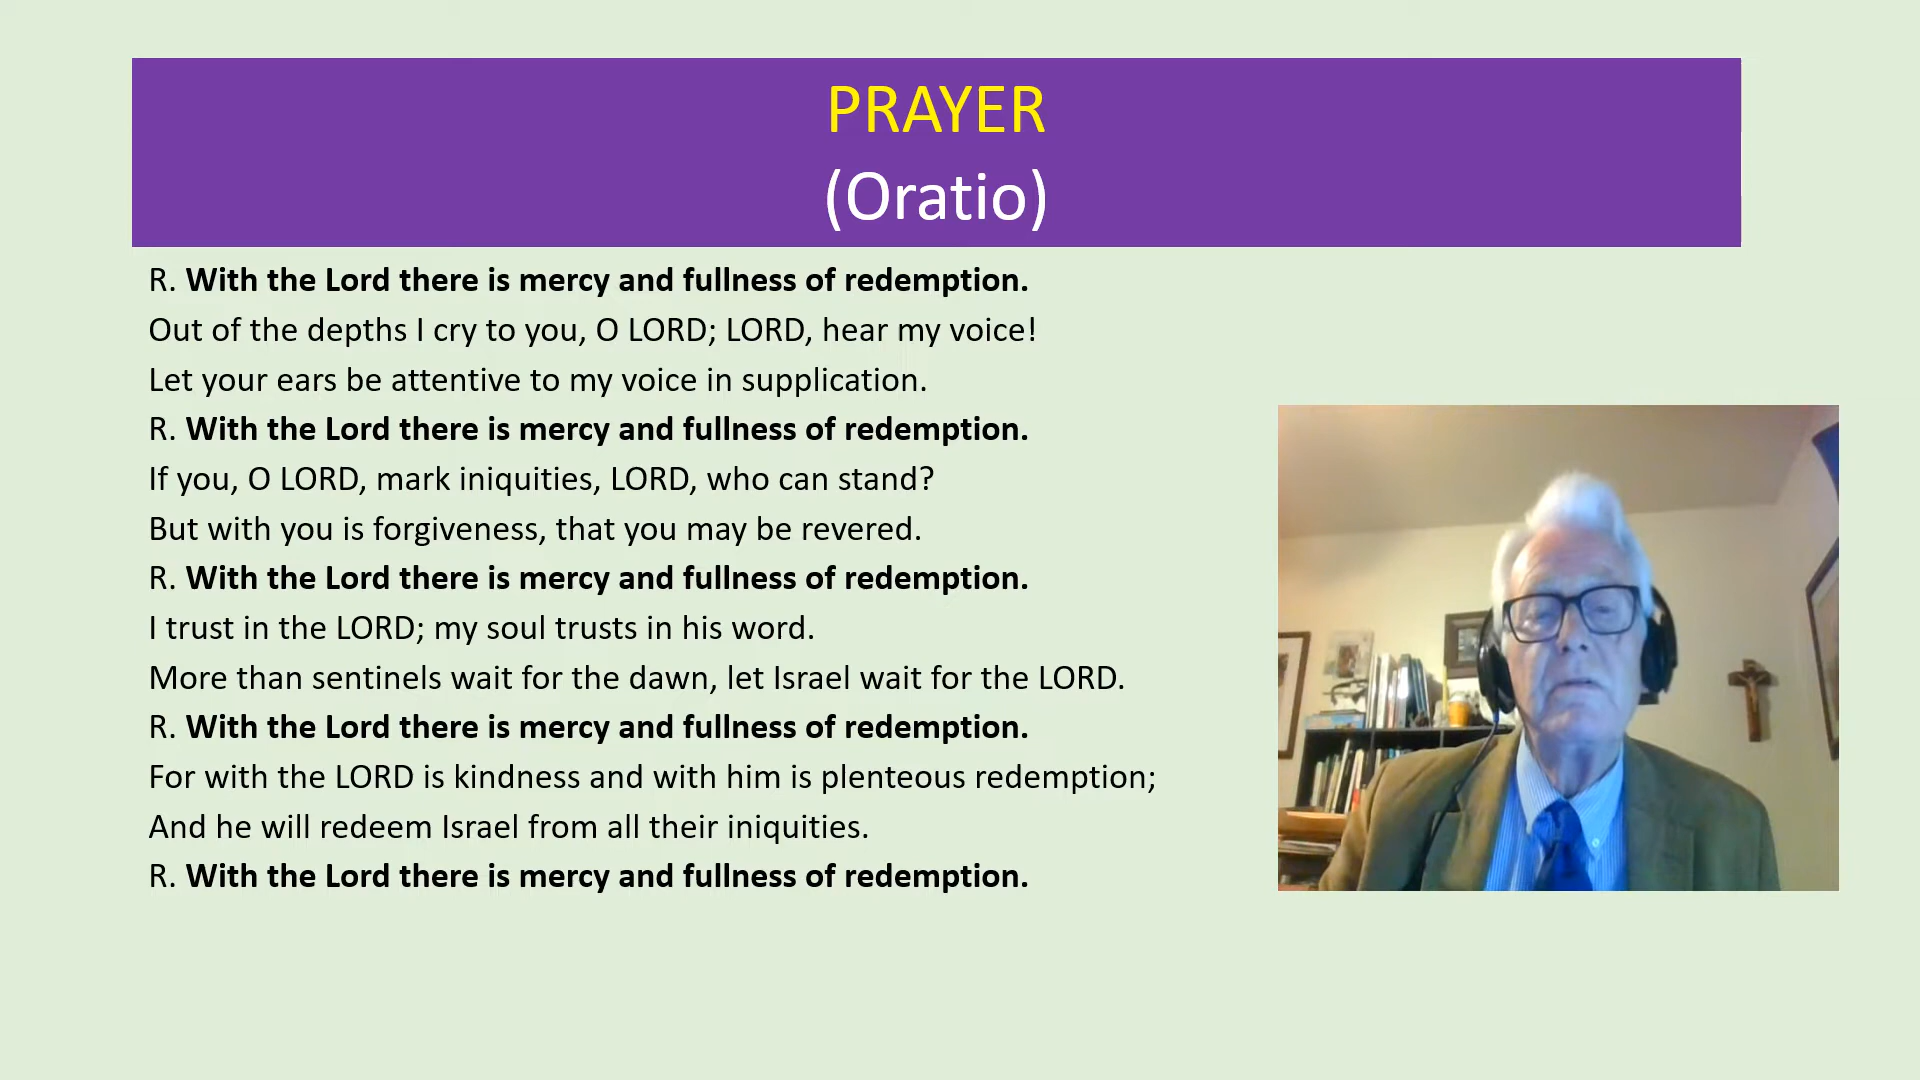 PRAYER
(Oratio)
R. With the Lord there is mercy and fullness of redemption.
Out of the depths I cry to you, O LORD; LORD, hear my voice!
Let your ears be attentive to my voice in supplication.
R. With the Lord there is mercy and fullness of redemption.
If you, O LORD, mark iniquities, LORD, who can stand?
But with you is forgiveness, that you may be revered.
R. With the Lord there is mercy and fullness of redemption.
I trust in the LORD; my soul trusts in his word.
More than sentinels wait for the dawn, let Israel wait for the LORD.
R. With the Lord there is mercy and fullness of redemption.
For with the LORD is kindness and with him is plenteous redemption;
And he will redeem Israel from all their iniquities.
R. With the Lord there is mercy and fullness of redemption.